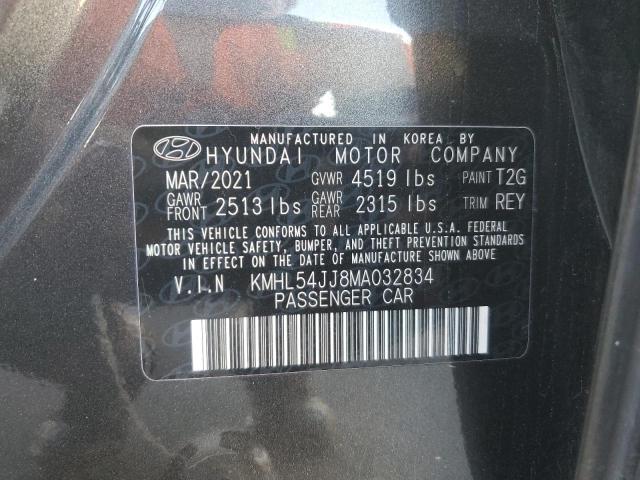 MANUFACTURED IN KOREA BY
HYUNDAI MOTOR COMPANY
MAR/2021 GVWR 4519 lbs PAINT T2G
GAWR FRONT 2513 lbs GAWR REAR 2315 lbs TRIM REY
THIS VEHICLE CONFORMS TO ALL APPLICABLE U.S.A. FEDERAL
MOTOR VEHICLE SAFETY, BUMPER, AND THEFT PREVENTION STANDARDS
IN EFFECT ON THE DATE OF MANUFACTURE SHOWN ABOVE
V.I.N KMHL54JJ8MA032834
PASSENGER CAR